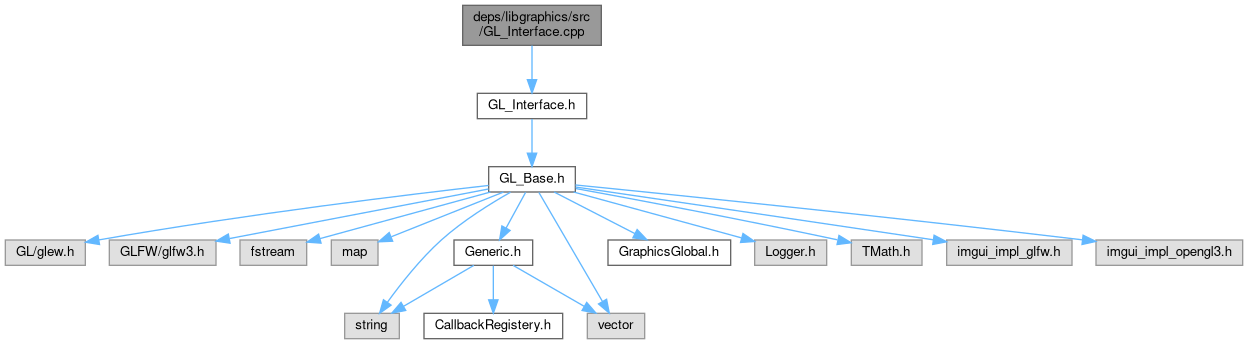 deps/libgraphics/src
/GL_Interface.cpp
GL_Interface.h
GL_Base.h
GL/glew.h
GLFW/glfw3.h
fstream
map
Generic.h
GraphicsGlobal.h
Logger.h
TMath.h
imgui_impl_glfw.h
imgui_impl_opengl3.h
string
CallbackRegistery.h
vector